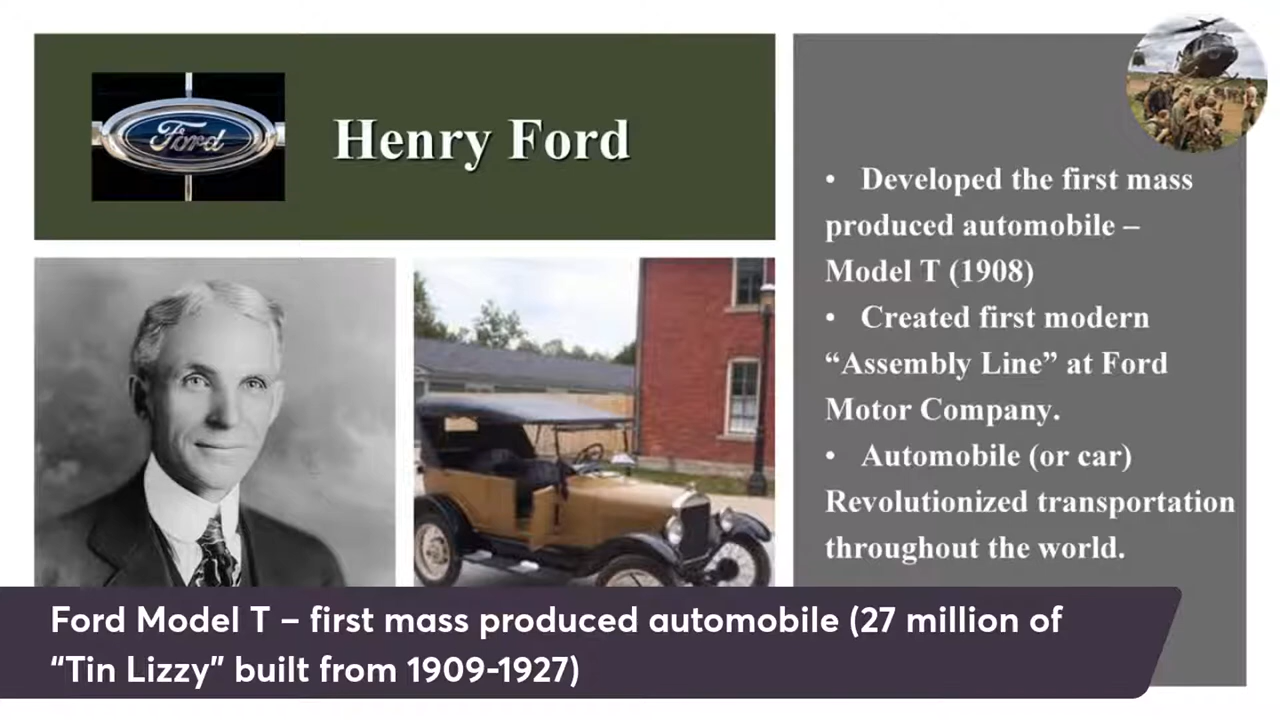 Ford
Henry Ford
• Developed the first mass
produced automobile –
Model T (1908)
• Created first modern
“Assembly Line” at Ford
Motor Company.
• Automobile (or car)
Revolutionized transportation
throughout the world.
Ford Model T – first mass produced automobile (27 million of
“Tin Lizzy” built from 1909-1927)